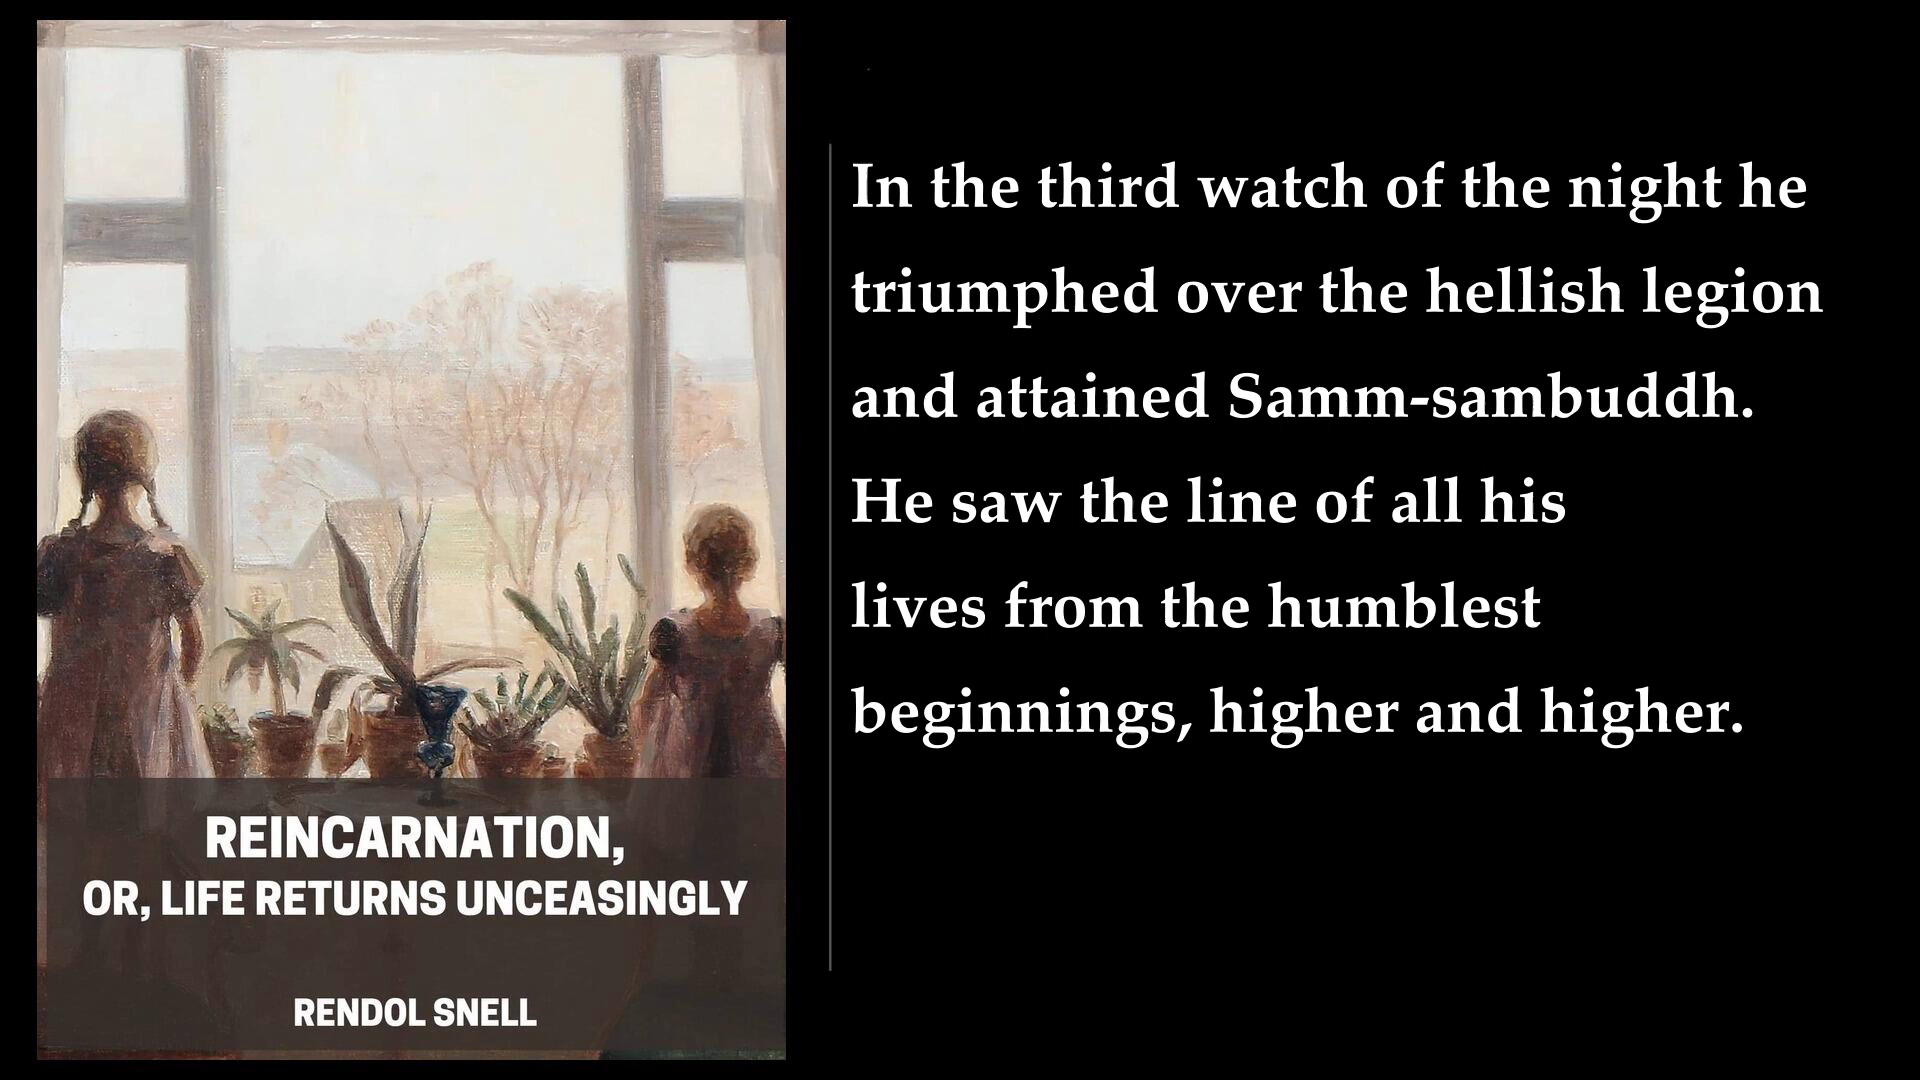 REINCARNATION,
OR, LIFE RETURNS UNCEASINGLY
RENDOL SNELL
In the third watch of the night he
triumphed over the hellish legion
and attained Samm-sambuddh.
He saw the line of all his
lives from the humblest
beginnings, higher and higher.